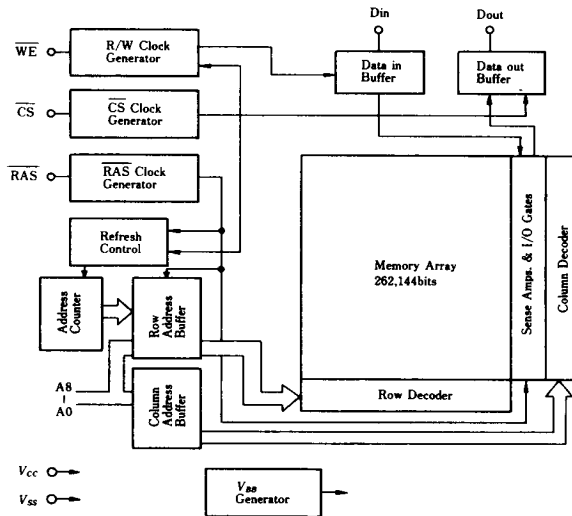 Din
Dout
WE
R/W Clock
Generator
Data in
Buffer
Data out
Buffer
CS
CS Clock
Generator
RAS
RAS Clock
Generator
Refresh
Control
Memory Array
262,144bits
Sense Amps. & I/O Gates
Column Decoder
Address
Counter
Row
Address
Buffer
A8
A0
Column
Address
Buffer
Row Decoder
Vcc
Vss
VBB
Generator